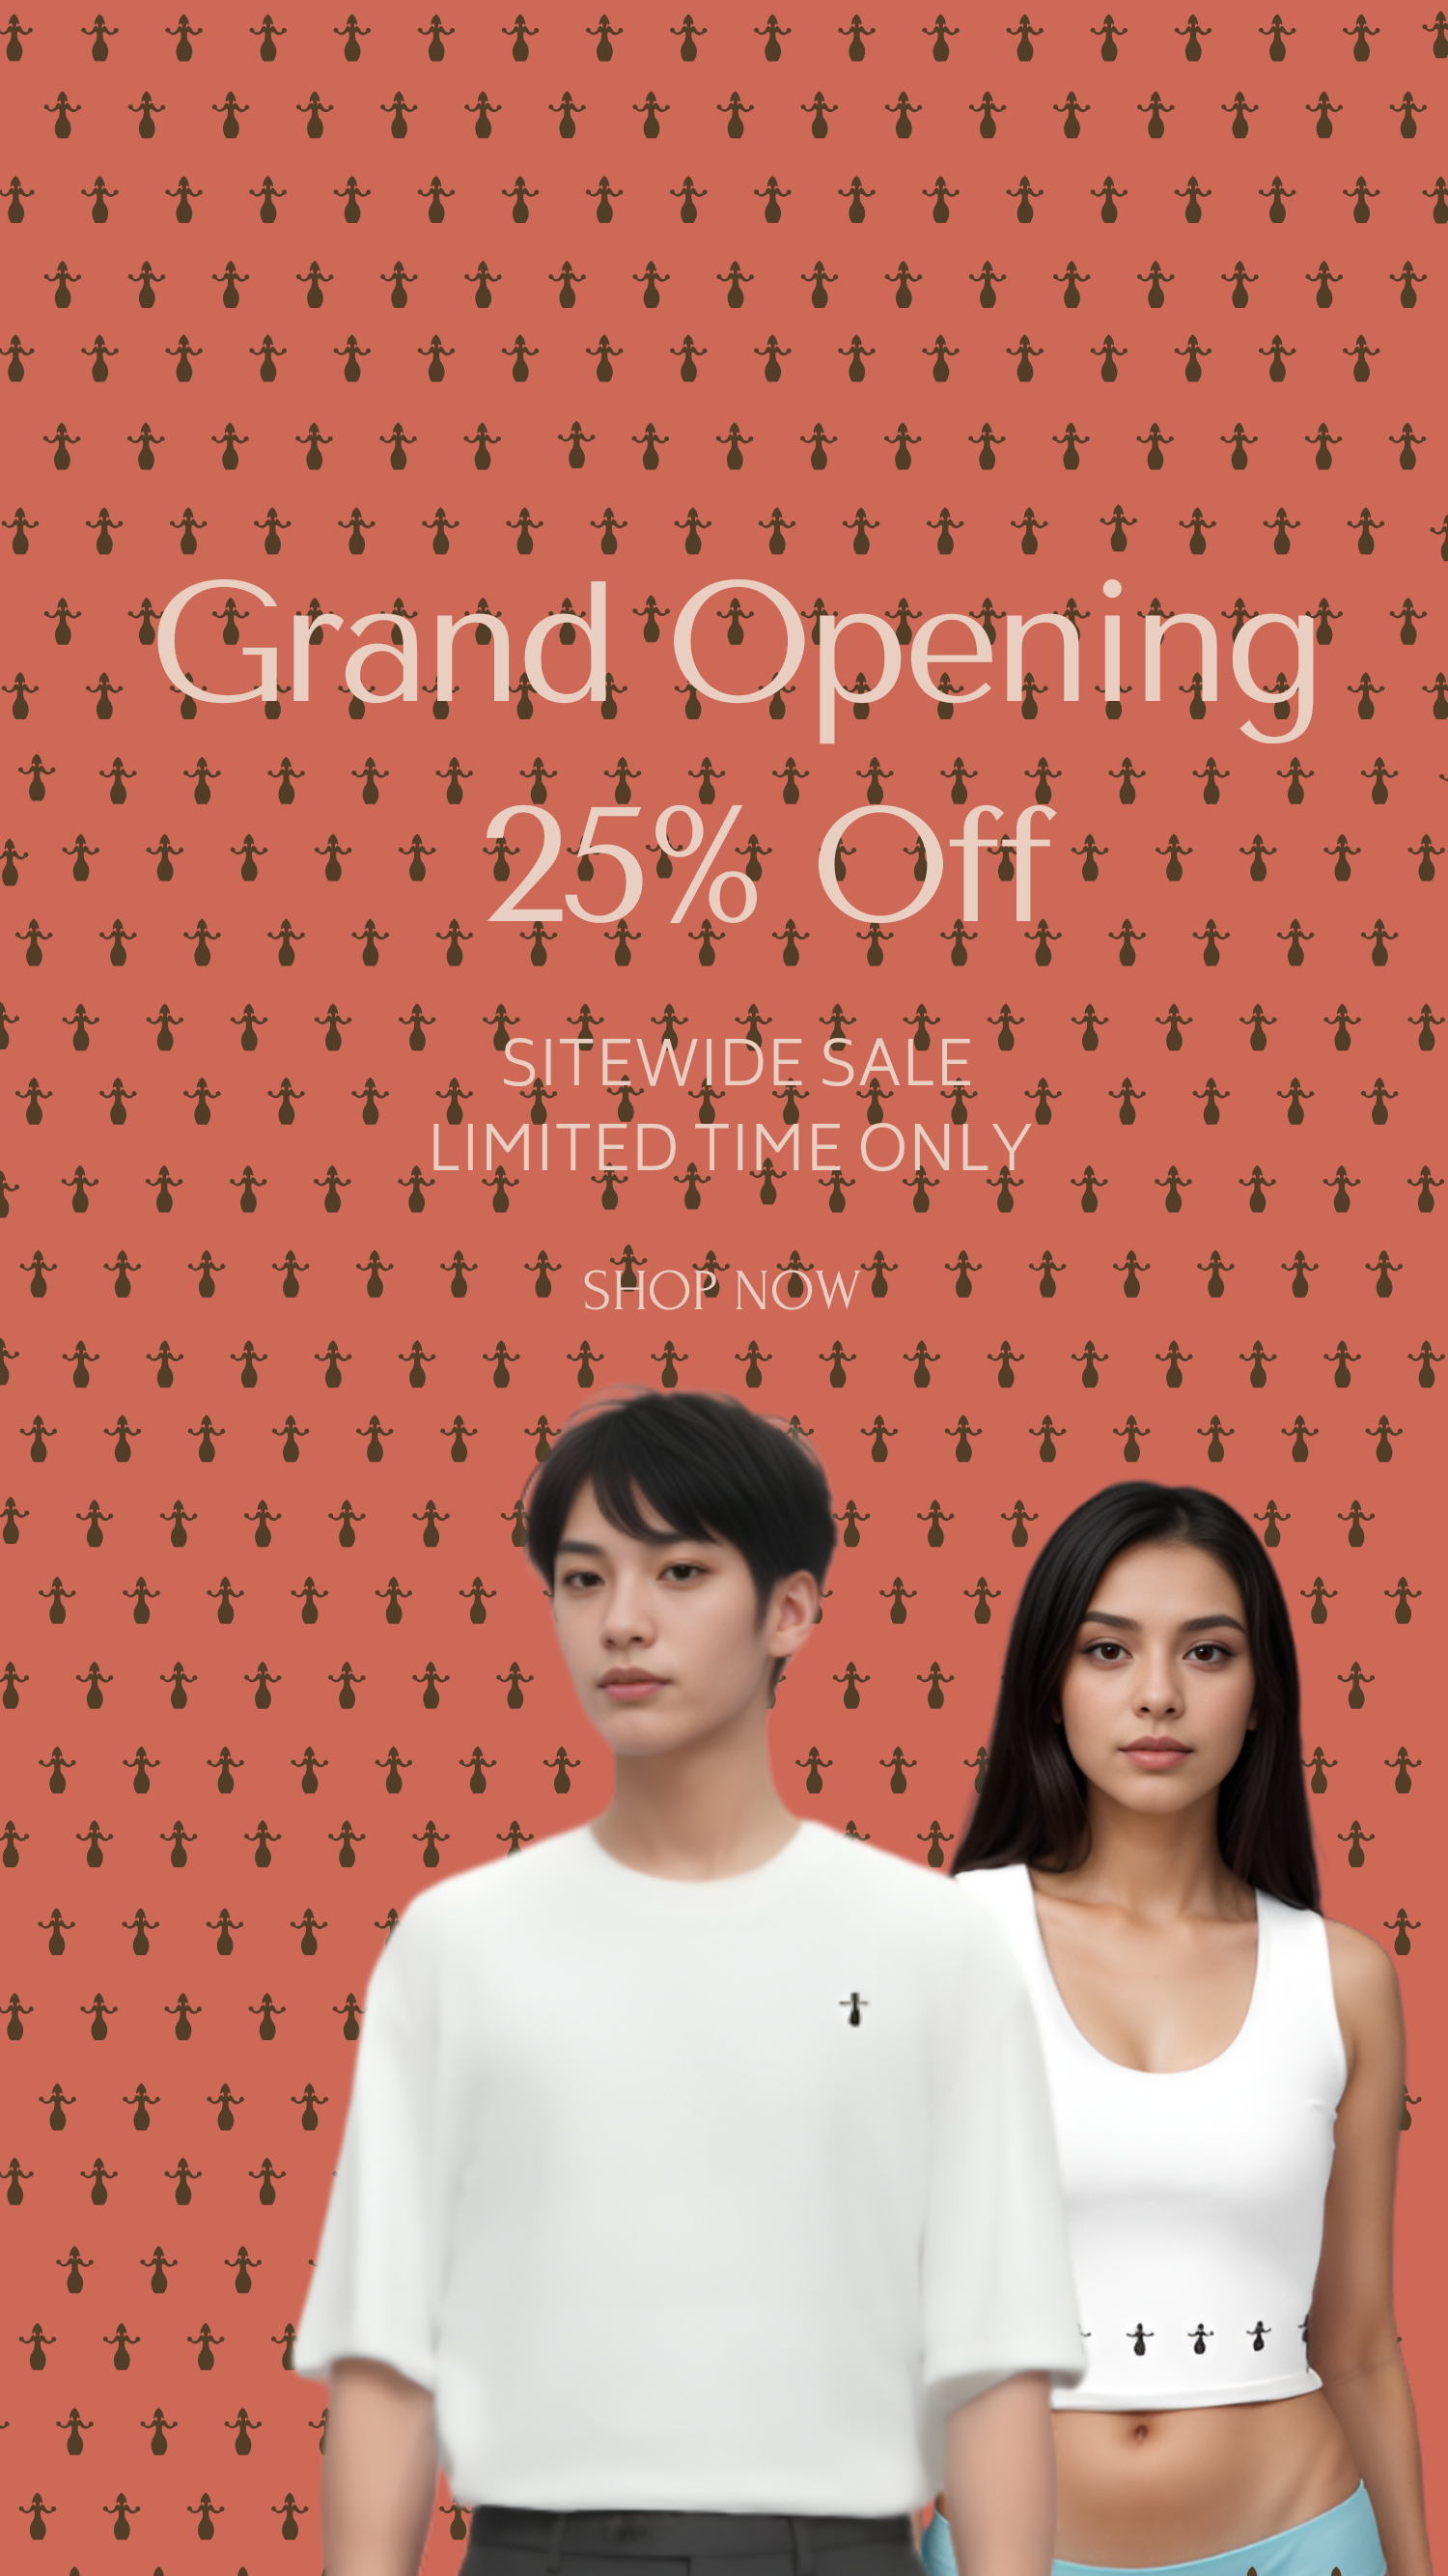 Grand Opening
25% Off
SITEWIDE SALE
LIMITED TIME ONLY
SHOP NOW